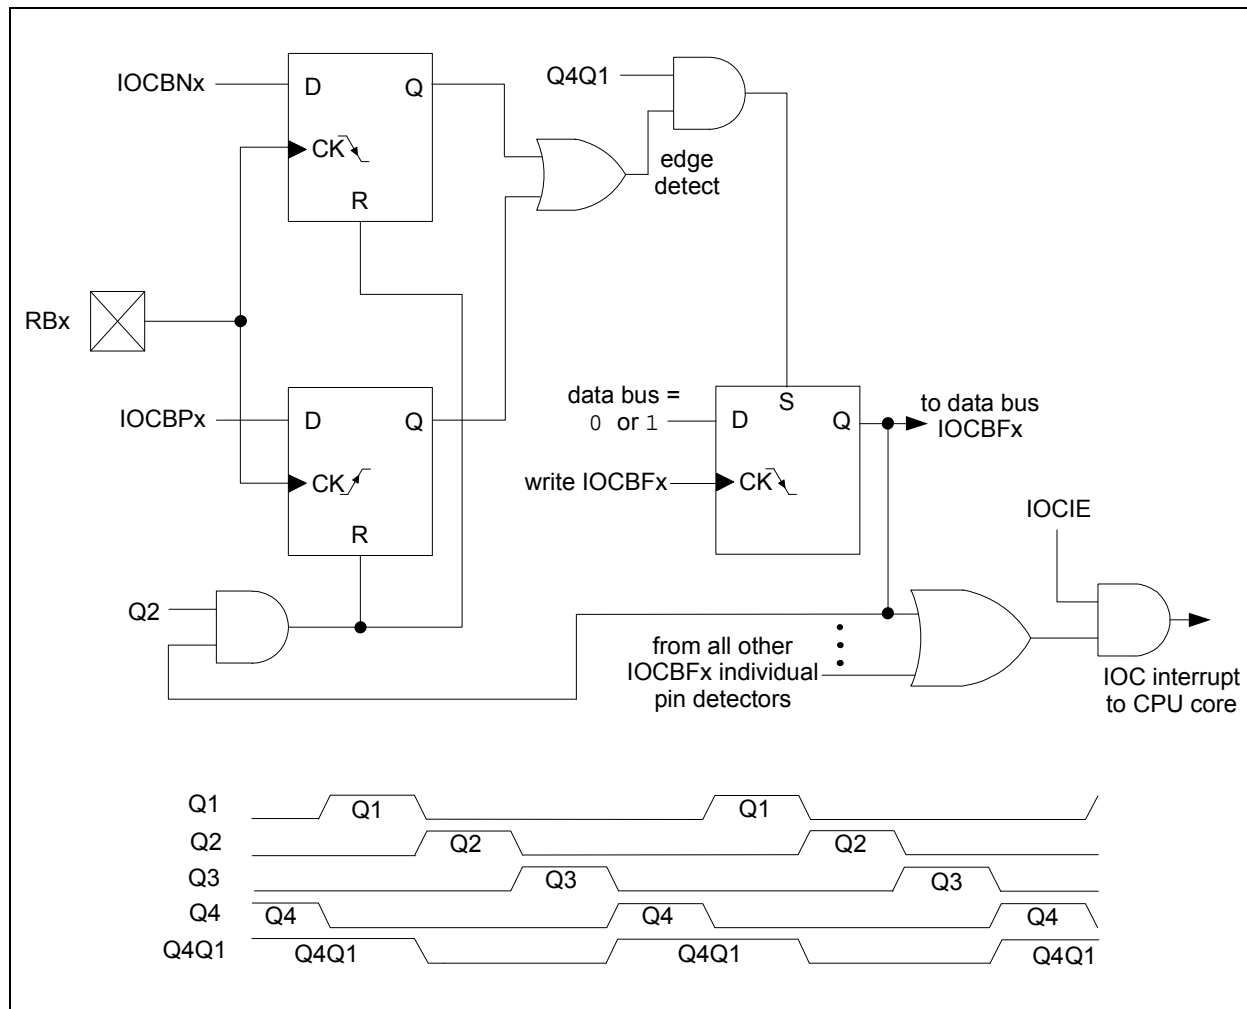 IOCBNx
D
Q
CK
R
Q4Q1
edge
detect
RBx
IOCBPx
D
Q
CK
R
data bus =
0 or 1
D
S
Q
write IOCBFx
CK
to data bus
IOCBFx
IOCIE
Q2
from all other
IOCBFx individual
pin detectors
IOC interrupt
to CPU core
Q1
Q1
Q1
Q2
Q2
Q2
Q3
Q3
Q3
Q4
Q4
Q4
Q4
Q4Q1
Q4Q1
Q4Q1
Q4Q1